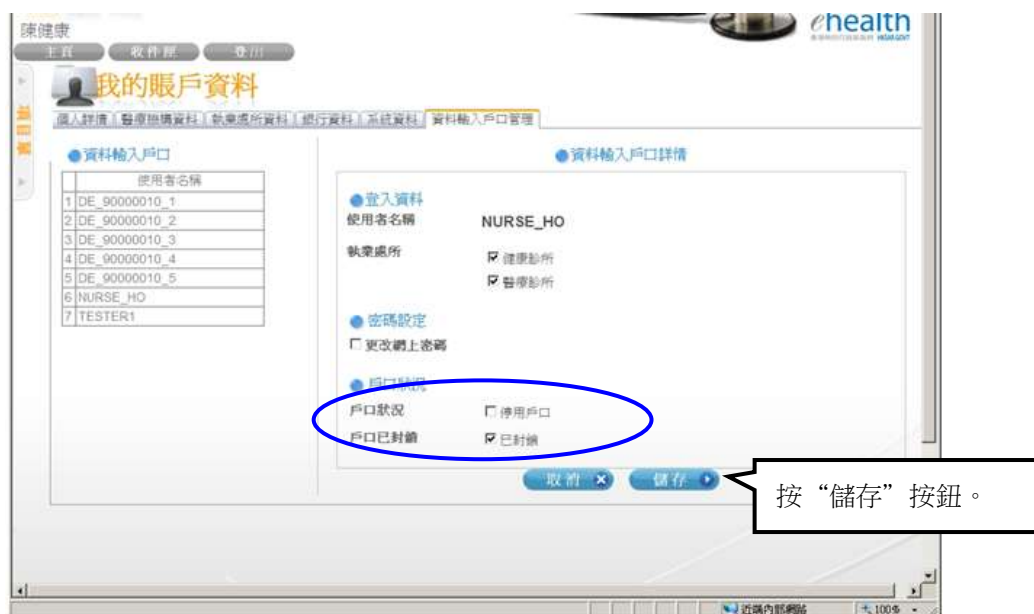 陳健康
ehealth
主頁 收件匣 登出
我的賬戶資料
個人詳情 醫療機構資料 執業處所資料 銀行資料 系統資料 資料輸入戶口管理
資料輸入戶口
使用者名稱
1 DE_90000010_1
2 DE_90000010_2
3 DE_90000010_3
4 DE_90000010_4
5 DE_90000010_5
6 NURSE_HO
7 TESTER1
資料輸入戶口詳情
登入資料
使用者名稱 NURSE_HO
執業處所 健康診所
醫療診所
密碼設定
更改網上密碼
戶口狀況
戶口狀況 停用戶口
戶口已封鎖 已封鎖
取消 儲存
按“儲存”按鈕。
近端內部網路 100%